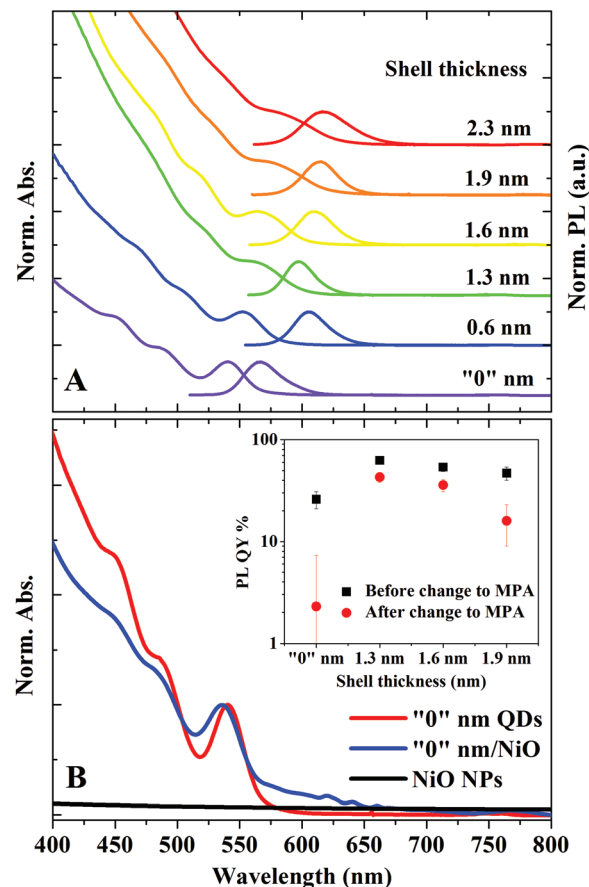 Norm. Abs.
Norm. PL (a.u.)
Shell thickness
2.3 nm
1.9 nm
1.6 nm
1.3 nm
0.6 nm
"0" nm
A
Norm. Abs.
PL QY %
100
10
1
Before change to MPA
After change to MPA
"0" nm 1.3 nm 1.6 nm 1.9 nm
Shell thickness (nm)
"0" nm QDs
"0" nm/NiO
NiO NPs
B
400 450 500 550 600 650 700 750 800
Wavelength (nm)